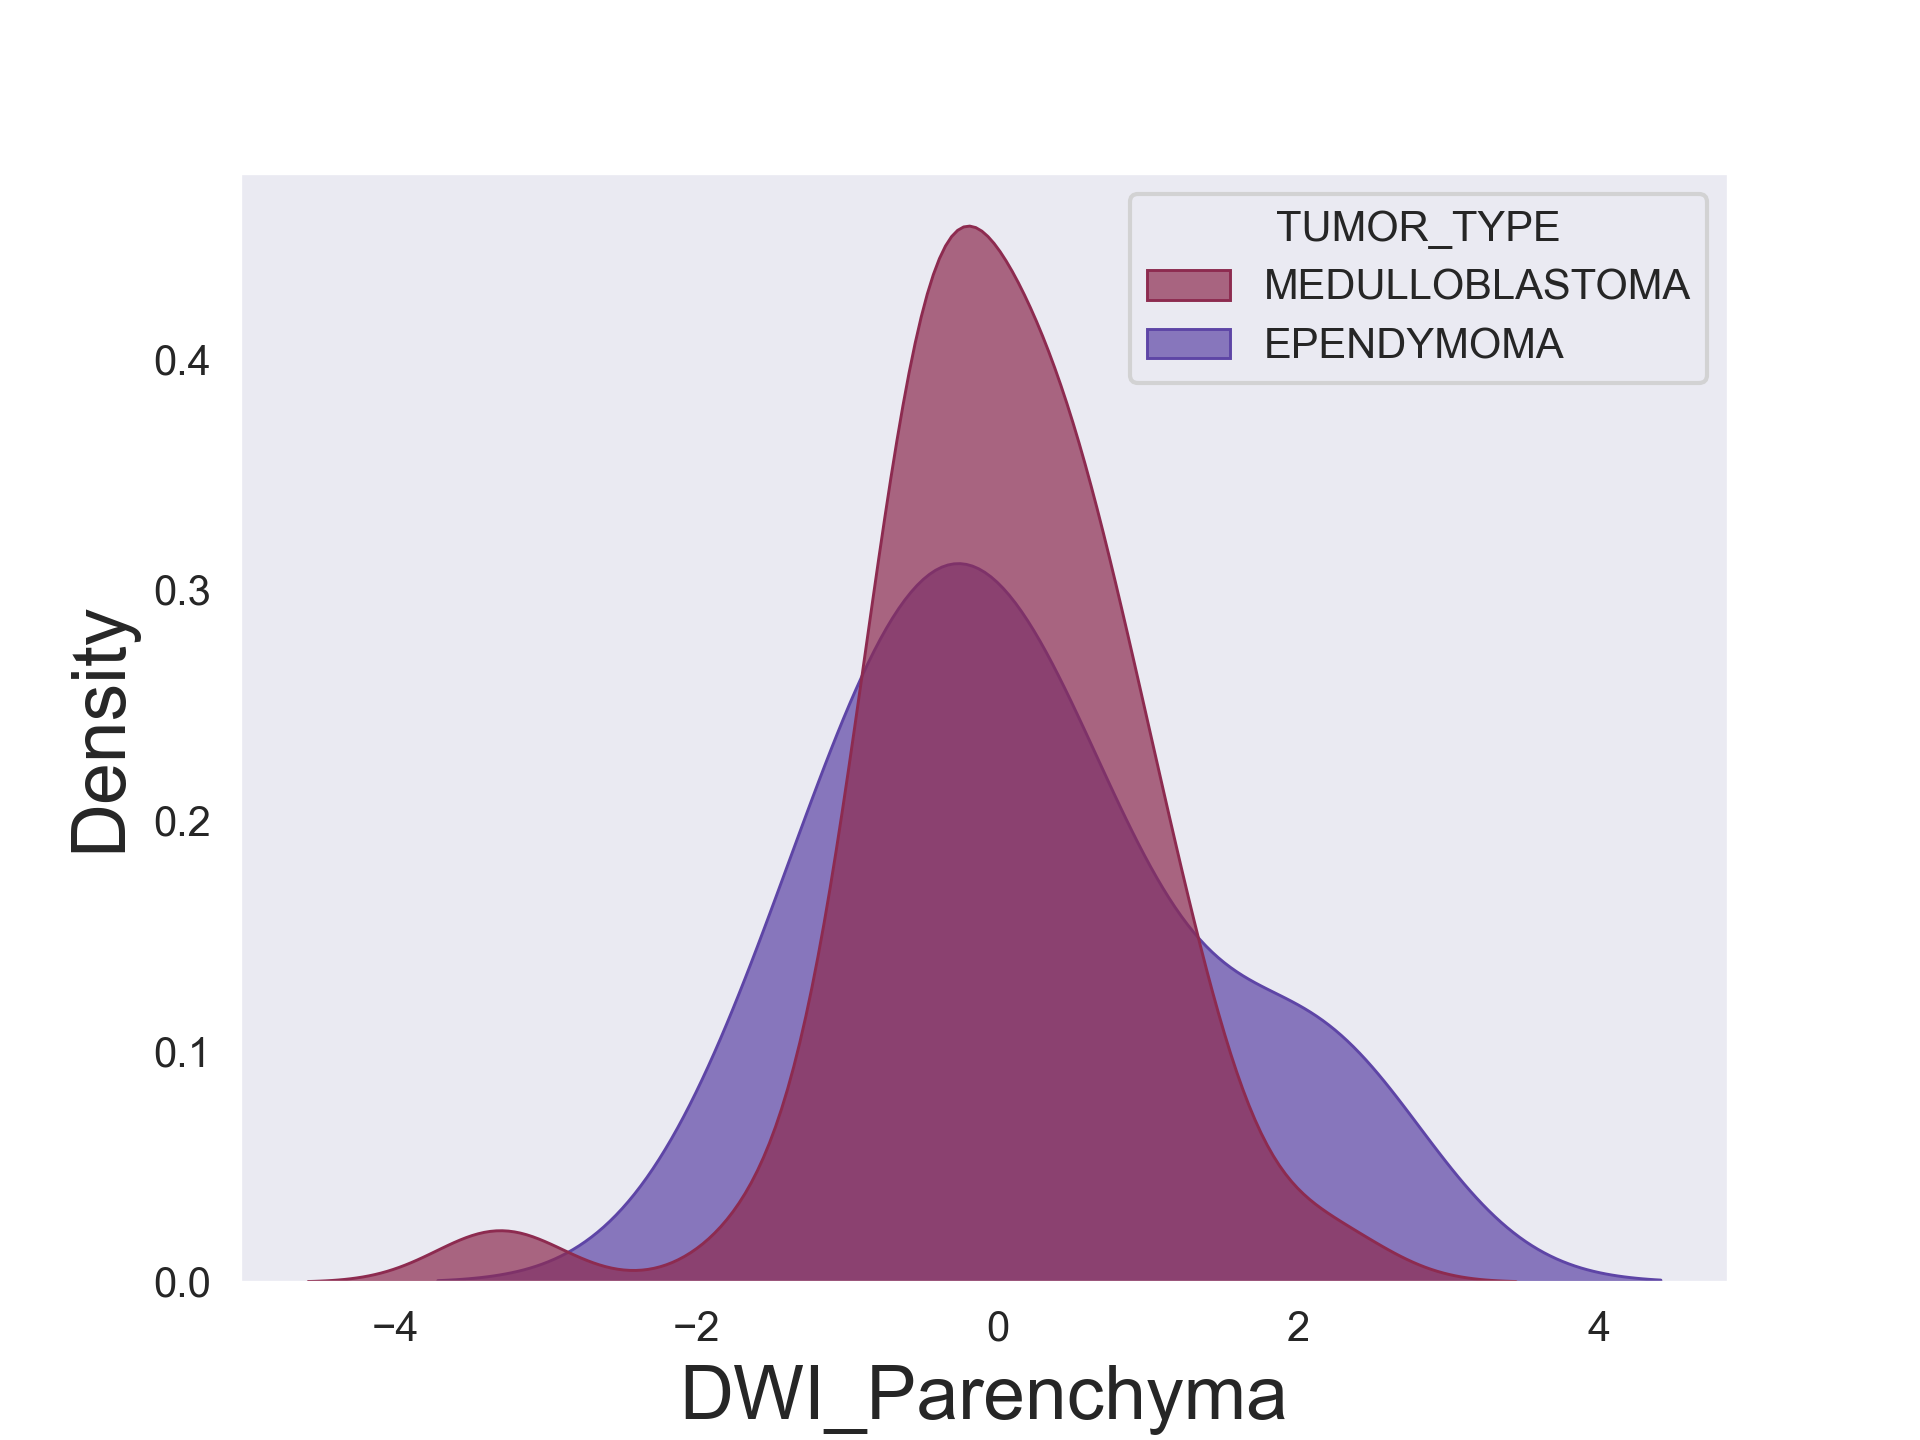 TUMOR_TYPE
MEDULLOBLASTOMA
EPENDYMOMA
Density
0.4
0.3
0.2
0.1
0.0
−4 −2 0 2 4
DWI_Parenchyma